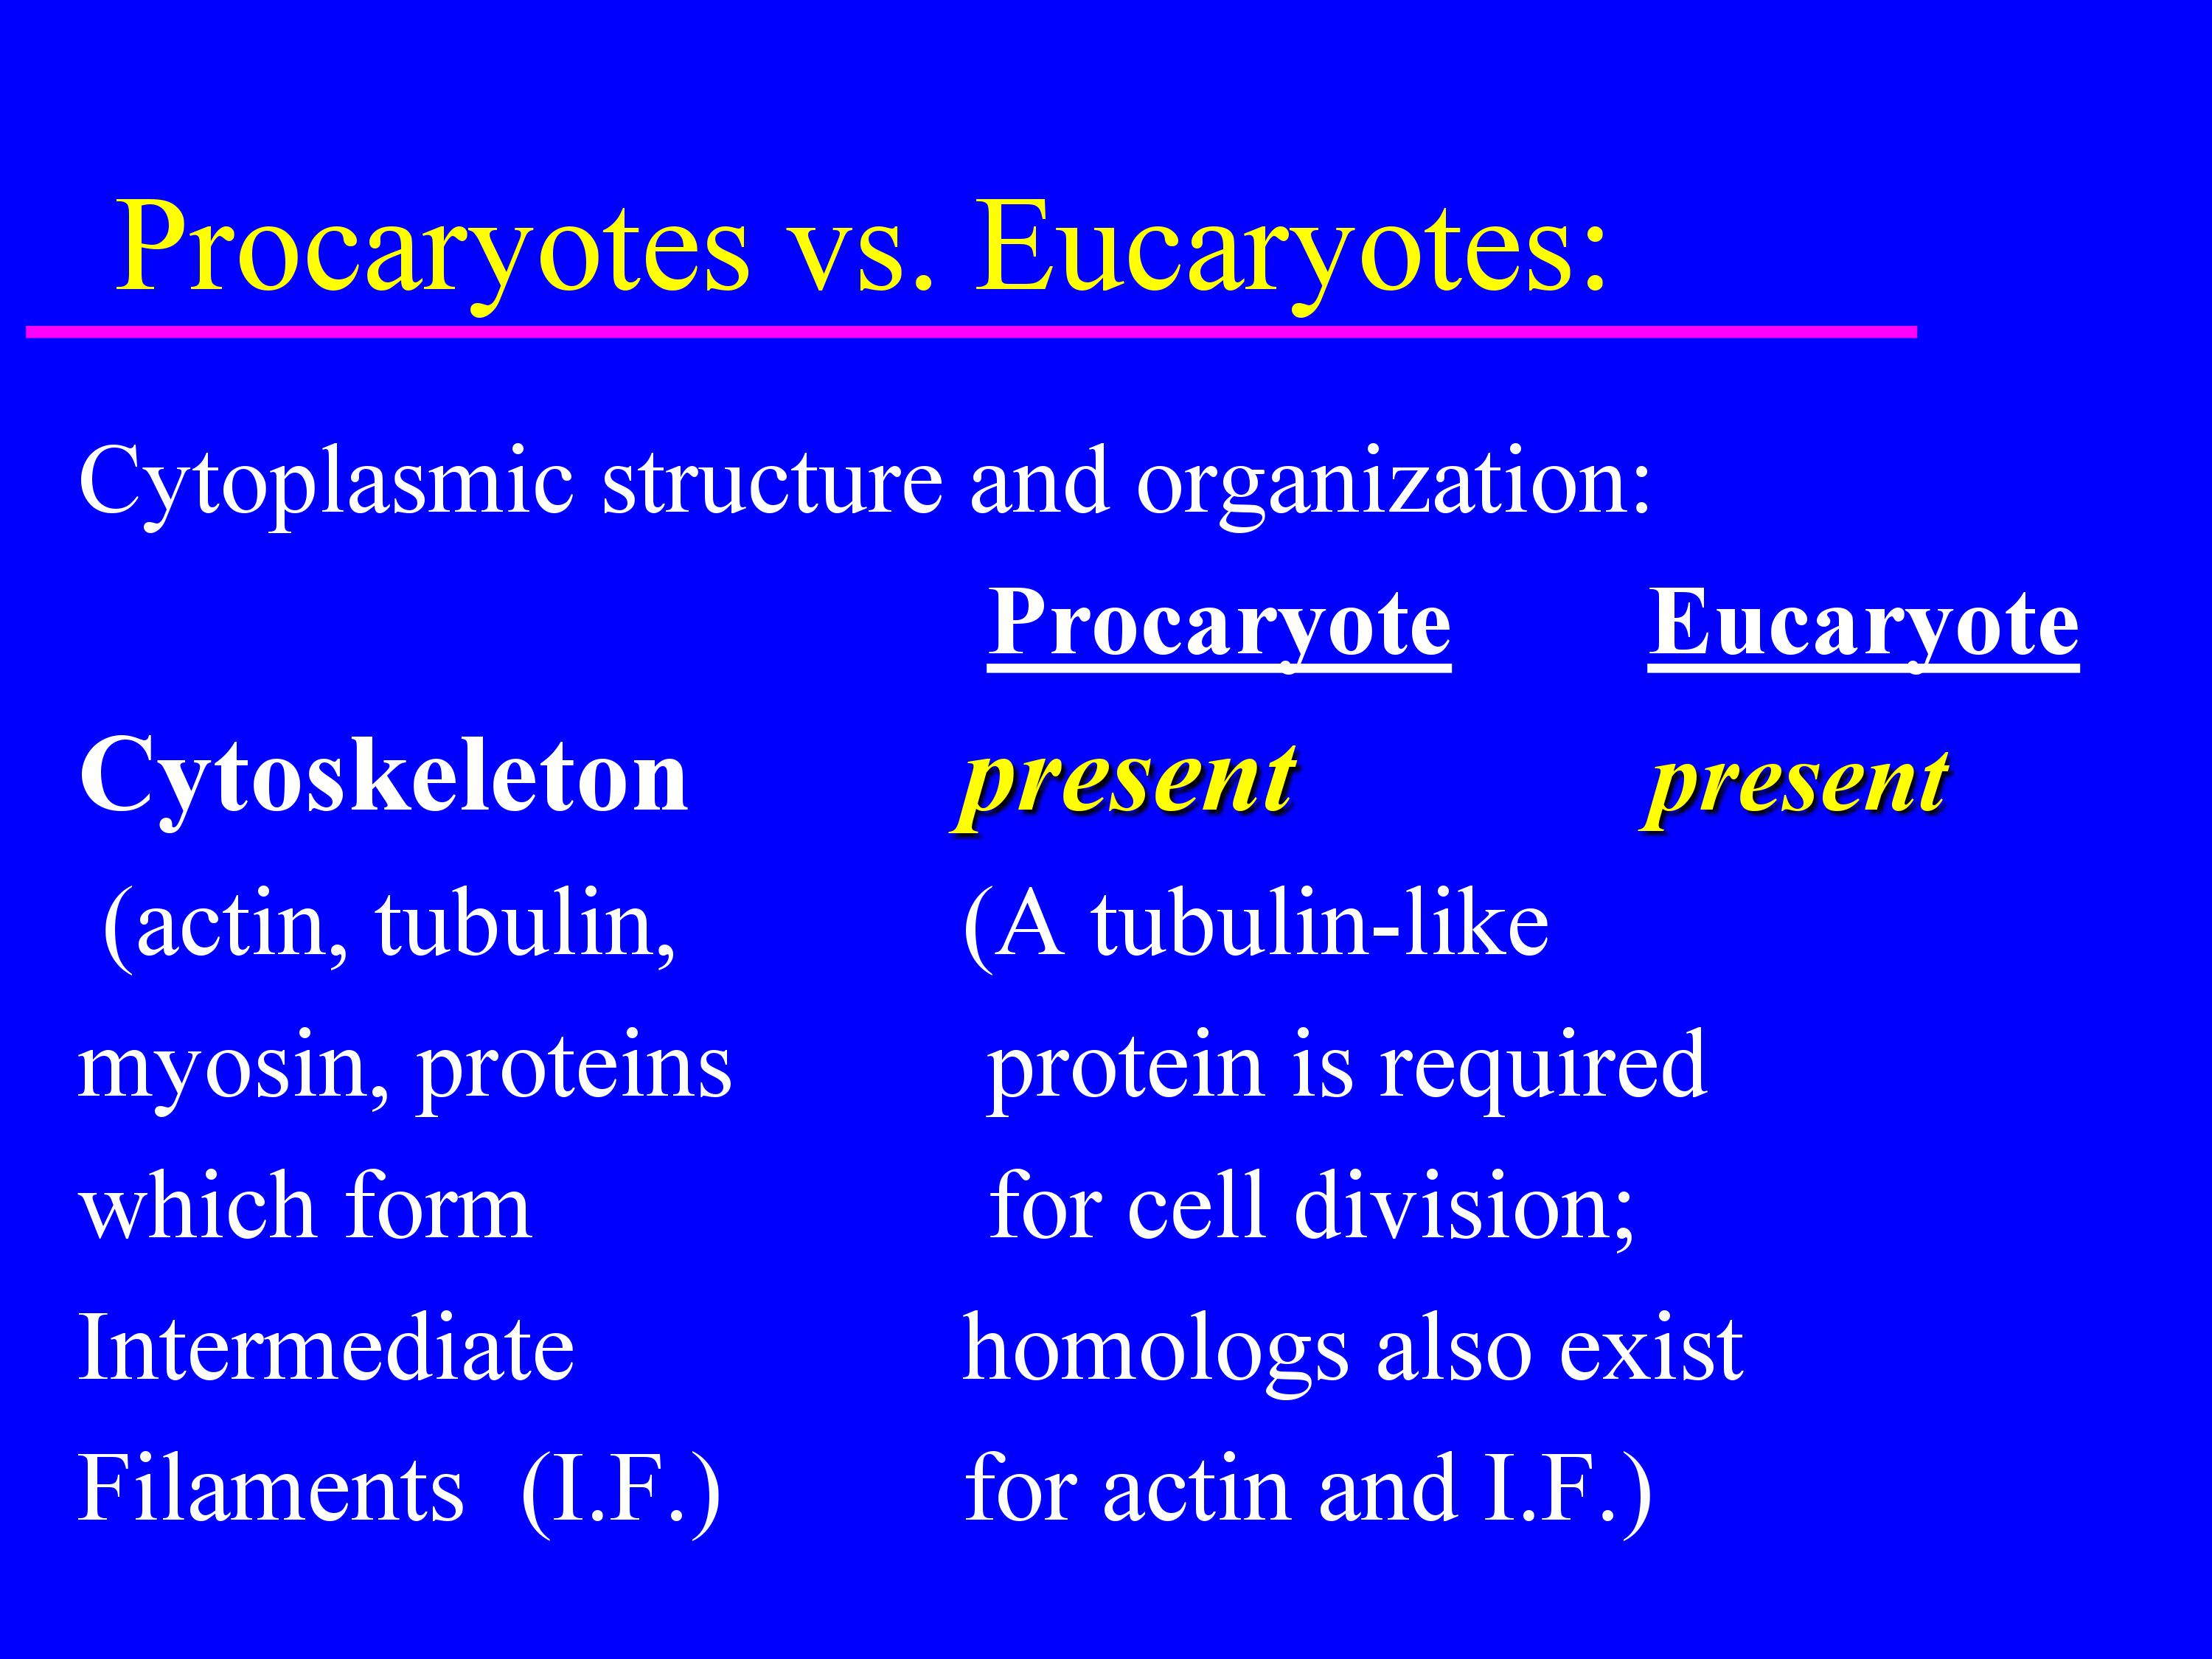 Procaryotes vs. Eucaryotes:
Cytoplasmic structure and organization:
Procaryote Eucaryote
Cytoskeleton present present
(actin, tubulin, (A tubulin-like
myosin, proteins protein is required
which form for cell division;
Intermediate homologs also exist
Filaments (I.F.) for actin and I.F.)